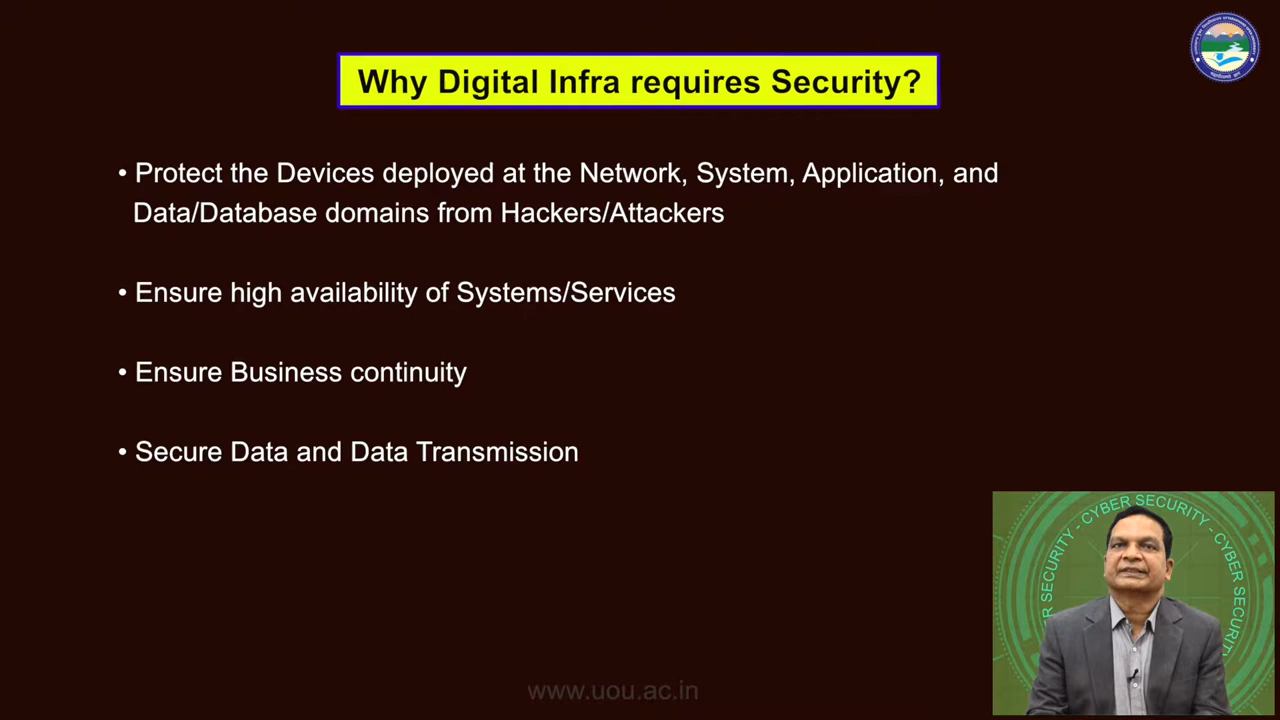 Why Digital Infra requires Security?
• Protect the Devices deployed at the Network, System, Application, and
Data/Database domains from Hackers/Attackers
• Ensure high availability of Systems/Services
• Ensure Business continuity
• Secure Data and Data Transmission
SECURITY - CYBER SECURITY - CYBER SECURITY
www.uou.ac.in